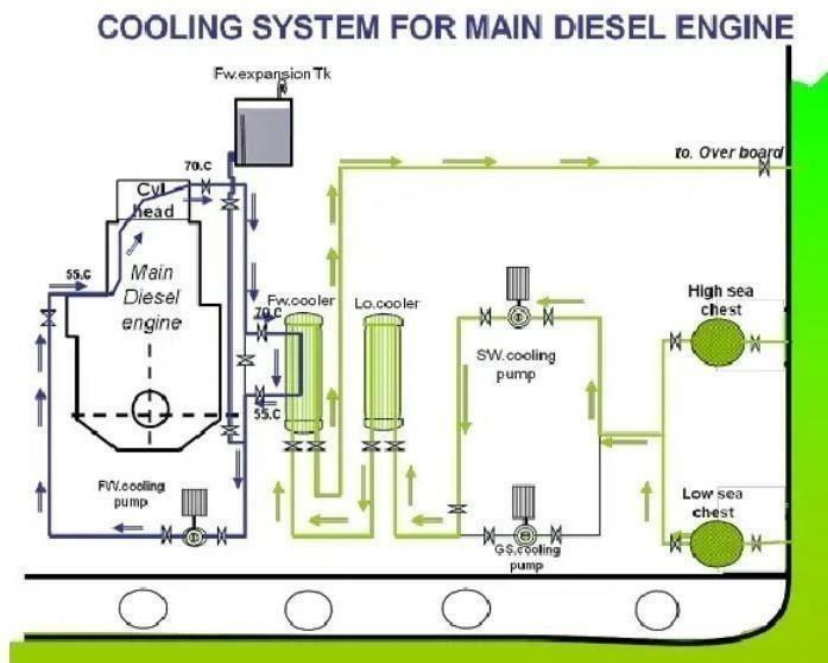 COOLING SYSTEM FOR MAIN DIESEL ENGINE
Fw.expansion Tk
70.C
to. Over board
Cyl
head
55.C
Main
Diesel
engine
Fw.cooler
Lo.cooler
70.C
High sea
chest
SW.cooling
pump
55.C
FW.cooling
pump
Low sea
chest
GS.cooling
pump